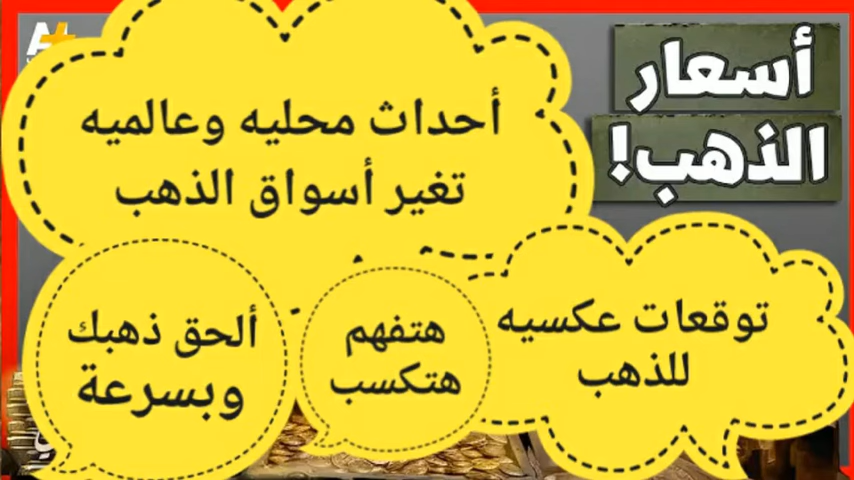 أسعار
الذهب!
أحداث محليه وعالميه
تغير أسواق الذهب
توقعات عكسيه
للذهب
هتفهم
هتكسب
ألحق ذهبك
وبسرعة
A+